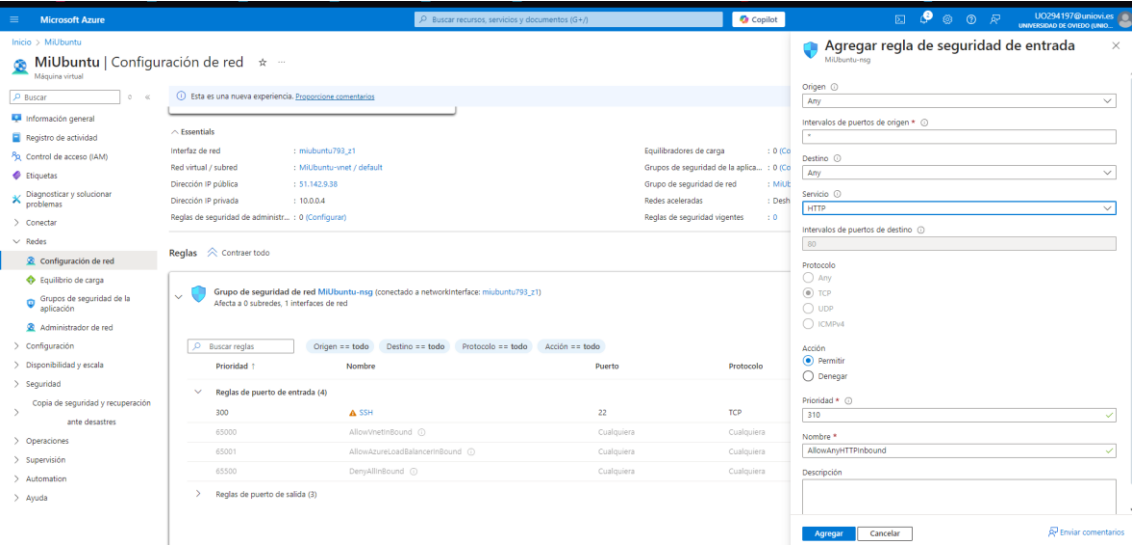 Microsoft Azure
Buscar recursos, servicios y documentos (G+/)
Copilot
UO294197@uniovi.es
UNIVERSIDAD DE OVIEDO (UNIO...
Inicio > MiUbuntu
MiUbuntu | Configuración de red
Máquina virtual
Buscar
Información general
Registro de actividad
Control de acceso (IAM)
Etiquetas
Diagnosticar y solucionar
problemas
Conectar
Redes
Configuración de red
Equilibrio de carga
Grupos de seguridad de la
aplicación
Administrador de red
Configuración
Disponibilidad y escala
Seguridad
Copia de seguridad y recuperación
ante desastres
Operaciones
Supervisión
Automation
Ayuda
Esta es una nueva experiencia. Proporcione comentarios
Essentials
Interfaz de red : miubuntu793_z1
Red virtual / subred : MiUbuntu-vnet / default
Dirección IP pública : 51.142.9.38
Dirección IP privada : 10.0.0.4
Reglas de seguridad de administr... : 0 (Configurar)
Equilibradores de carga : 0 (Co
Grupos de seguridad de la aplica... : 0 (Co
Grupo de seguridad de red : MiUb
Redes aceleradas : Desh
Reglas de seguridad vigentes : 0
Reglas Contraer todo
Grupo de seguridad de red MiUbuntu-nsg (conectado a networkInterface: miubuntu793_z1)
Afecta a 0 subredes, 1 interfaces de red
Buscar reglas Origen == todo Destino == todo Protocolo == todo Acción == todo
Prioridad ↑ Nombre Puerto Protocolo
Reglas de puerto de entrada (4)
300 SSH 22 TCP
65000 AllowVnetInBound Cualquiera Cualquiera
65001 AllowAzureLoadBalancerInBound Cualquiera Cualquiera
65500 DenyAllInBound Cualquiera Cualquiera
Reglas de puerto de salida (3)
Agregar regla de seguridad de entrada
MiUbuntu-nsg
Origen
Any
Intervalos de puertos de origen *
*
Destino
Any
Servicio
HTTP
Intervalos de puertos de destino
80
Protocolo
Any
TCP
UDP
ICMPv4
Acción
Permitir
Denegar
Prioridad *
310
Nombre *
AllowAnyHTTPInbound
Descripción
Agregar Cancelar Enviar comentarios